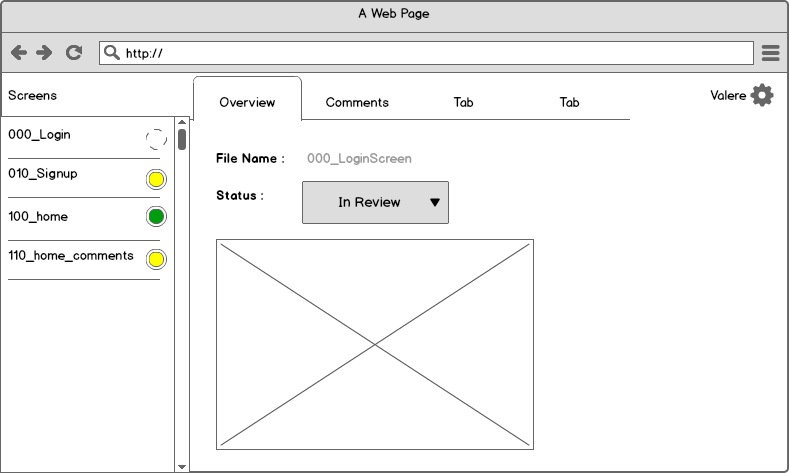 A Web Page
http://
Screens
Overview
Comments
Tab
Tab
Valere
000_Login
010_Signup
100_home
110_home_comments
File Name : 000_LoginScreen
Status : In Review